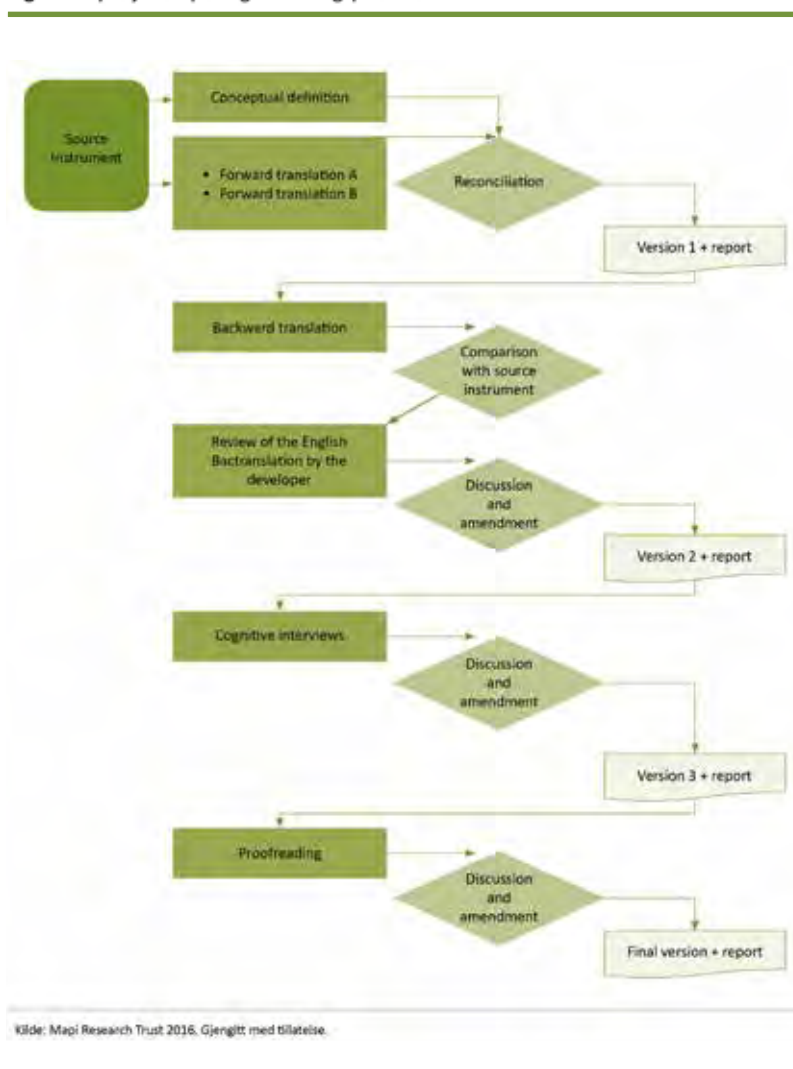 Conceptual definition
Source
Instrument
• Forward translation A
• Forward translation B
Reconciliation
Version 1 + report
Backward translation
Comparison
with source
instrument
Review of the English
Bactranslation by the
developer
Discussion
and
amendment
Version 2 + report
Cognitive interviews
Discussion
and
amendment
Version 3 + report
Proofreading
Discussion
and
amendment
Final version + report
Kilde: Mapi Research Trust 2016. Gjengitt med tillatelse.